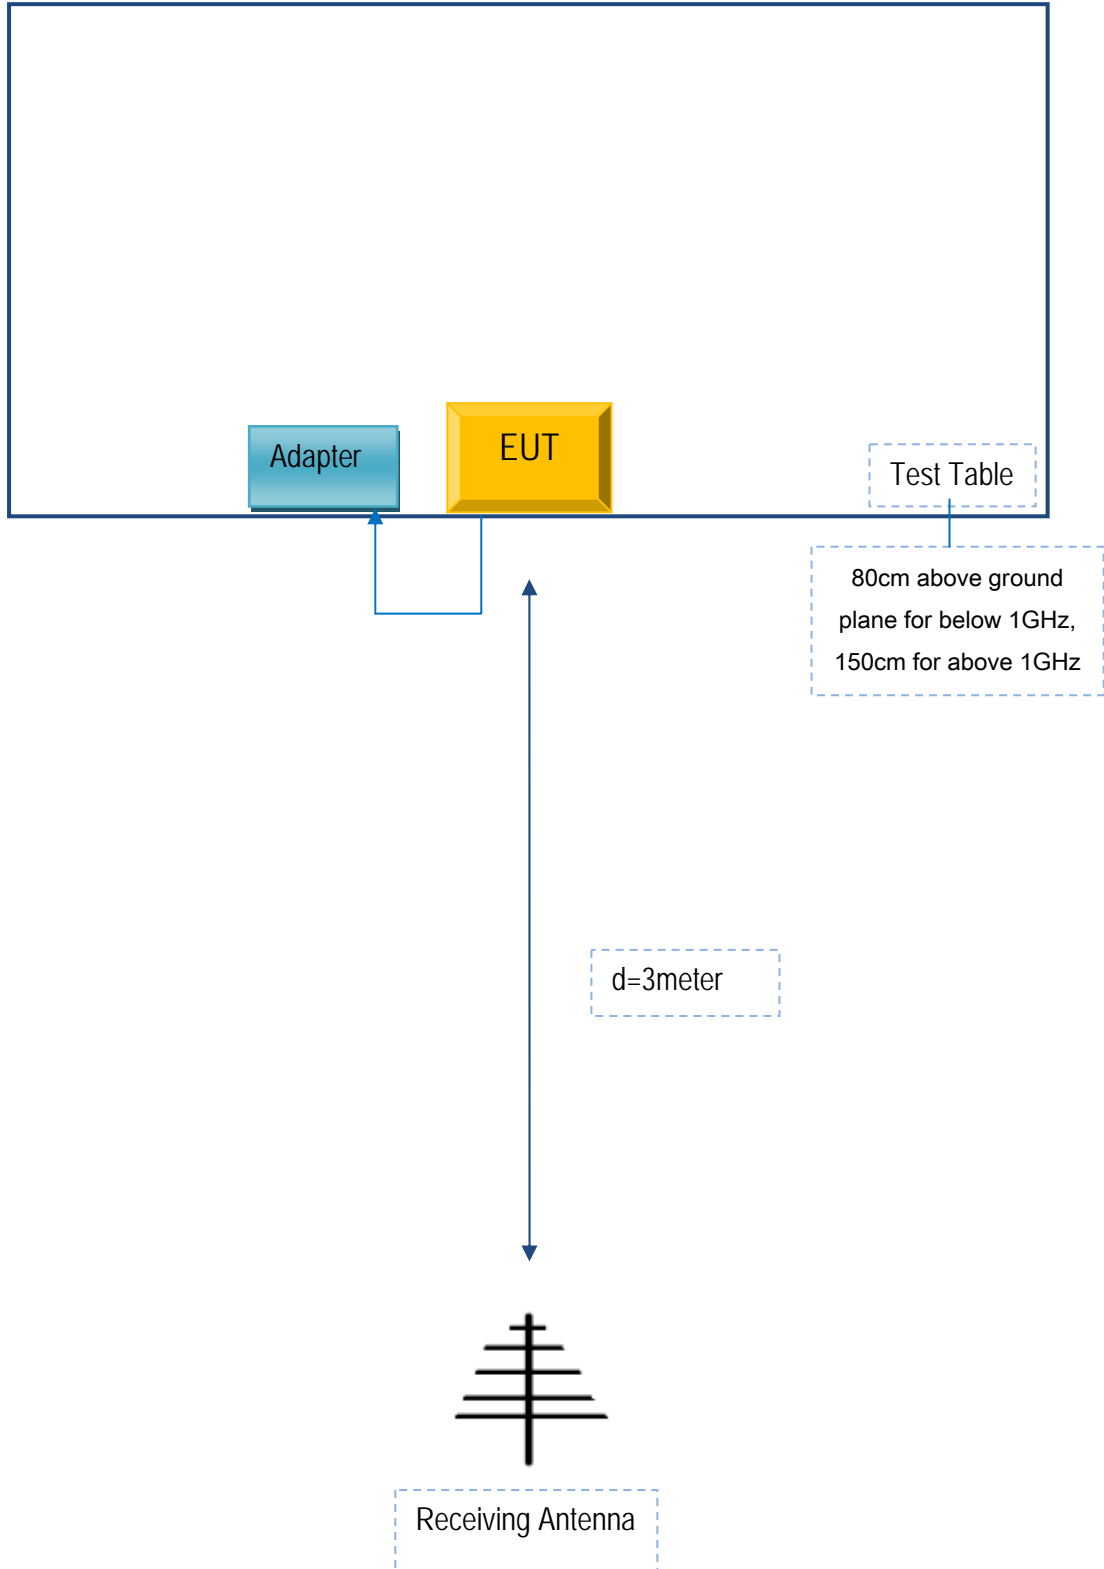 Adapter
EUT
Test Table
80cm above ground
plane for below 1GHz,
150cm for above 1GHz
d=3meter
Receiving Antenna